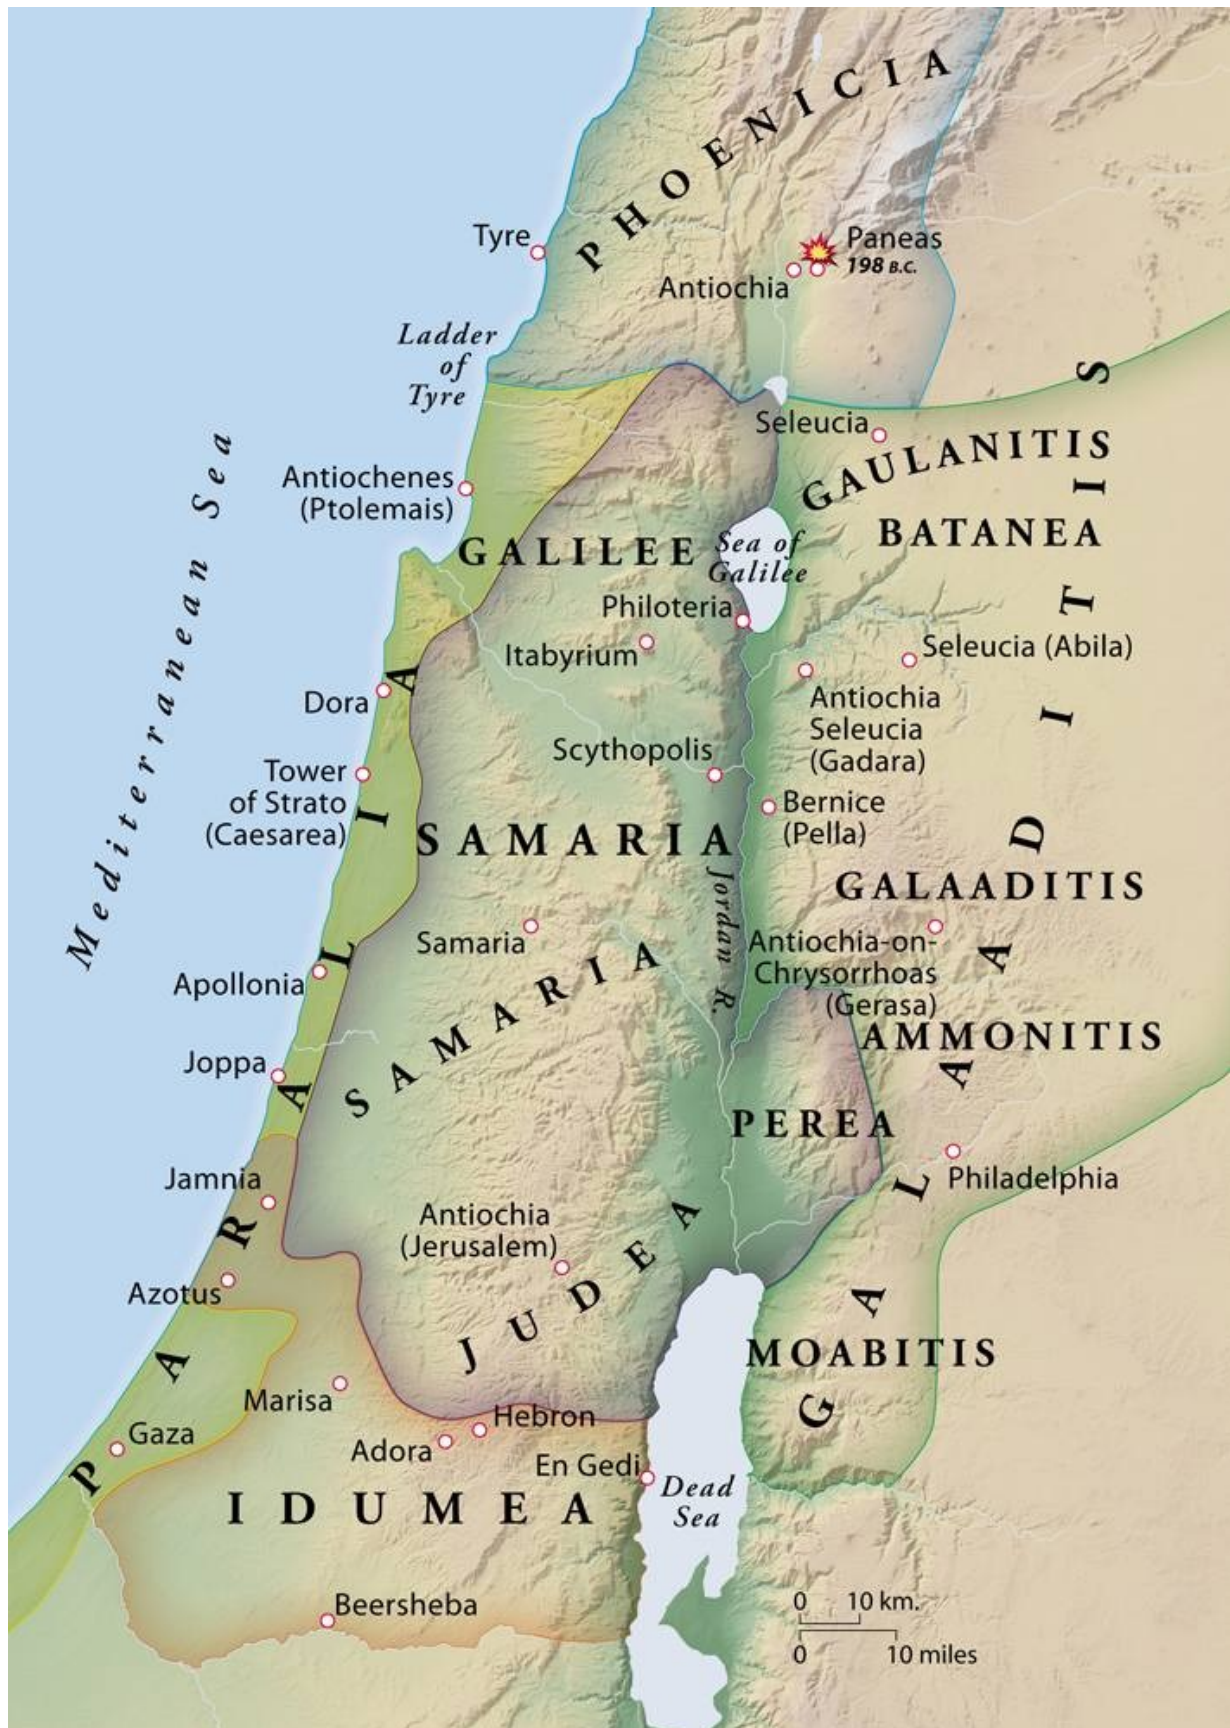 PHOENICIA
Tyre
Paneas
198 B.C.
Antiochia
Ladder
of
Tyre
Seleucia
GAULANITIS
Antiochenes
(Ptolemais)
BATANEA
GALILEE
Sea of
Galilee
Mediterranean Sea
Philoteria
Itabyrium
Seleucia (Abila)
Dora
Antiochia
Seleucia
(Gadara)
Scythopolis
Tower
of Strato
(Caesarea)
Bernice
(Pella)
SAMARIA
Jordan R.
GALAADITIS
Samaria
Antiochia-on-
Chrysorrhoas
(Gerasa)
SAMARIA
Apollonia
AMMONITIS
Joppa
PEREA
Philadelphia
Jamnia
Antiochia
(Jerusalem)
JUDEA
Azotus
PARALIA
GALAADITIS
MOABITIS
Marisa
Hebron
Gaza
Adora
En Gedi
Dead
Sea
IDUMEA
Beersheba
0 10 km.
0 10 miles